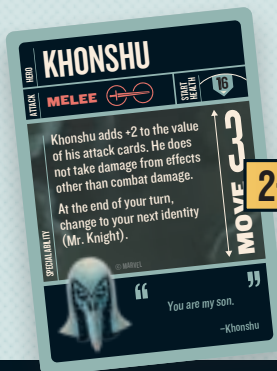 HERO
KHONSHU
ATTACK
MELEE
START
HEALTH
16
SPECIAL ABILITY
Khonshu adds +2 to the value
of his attack cards. He does
not take damage from effects
other than combat damage.
At the end of your turn,
change to your next identity
(Mr. Knight).
MOVE 3
2
© MARVEL
“ You are my son. ”
–Khonshu